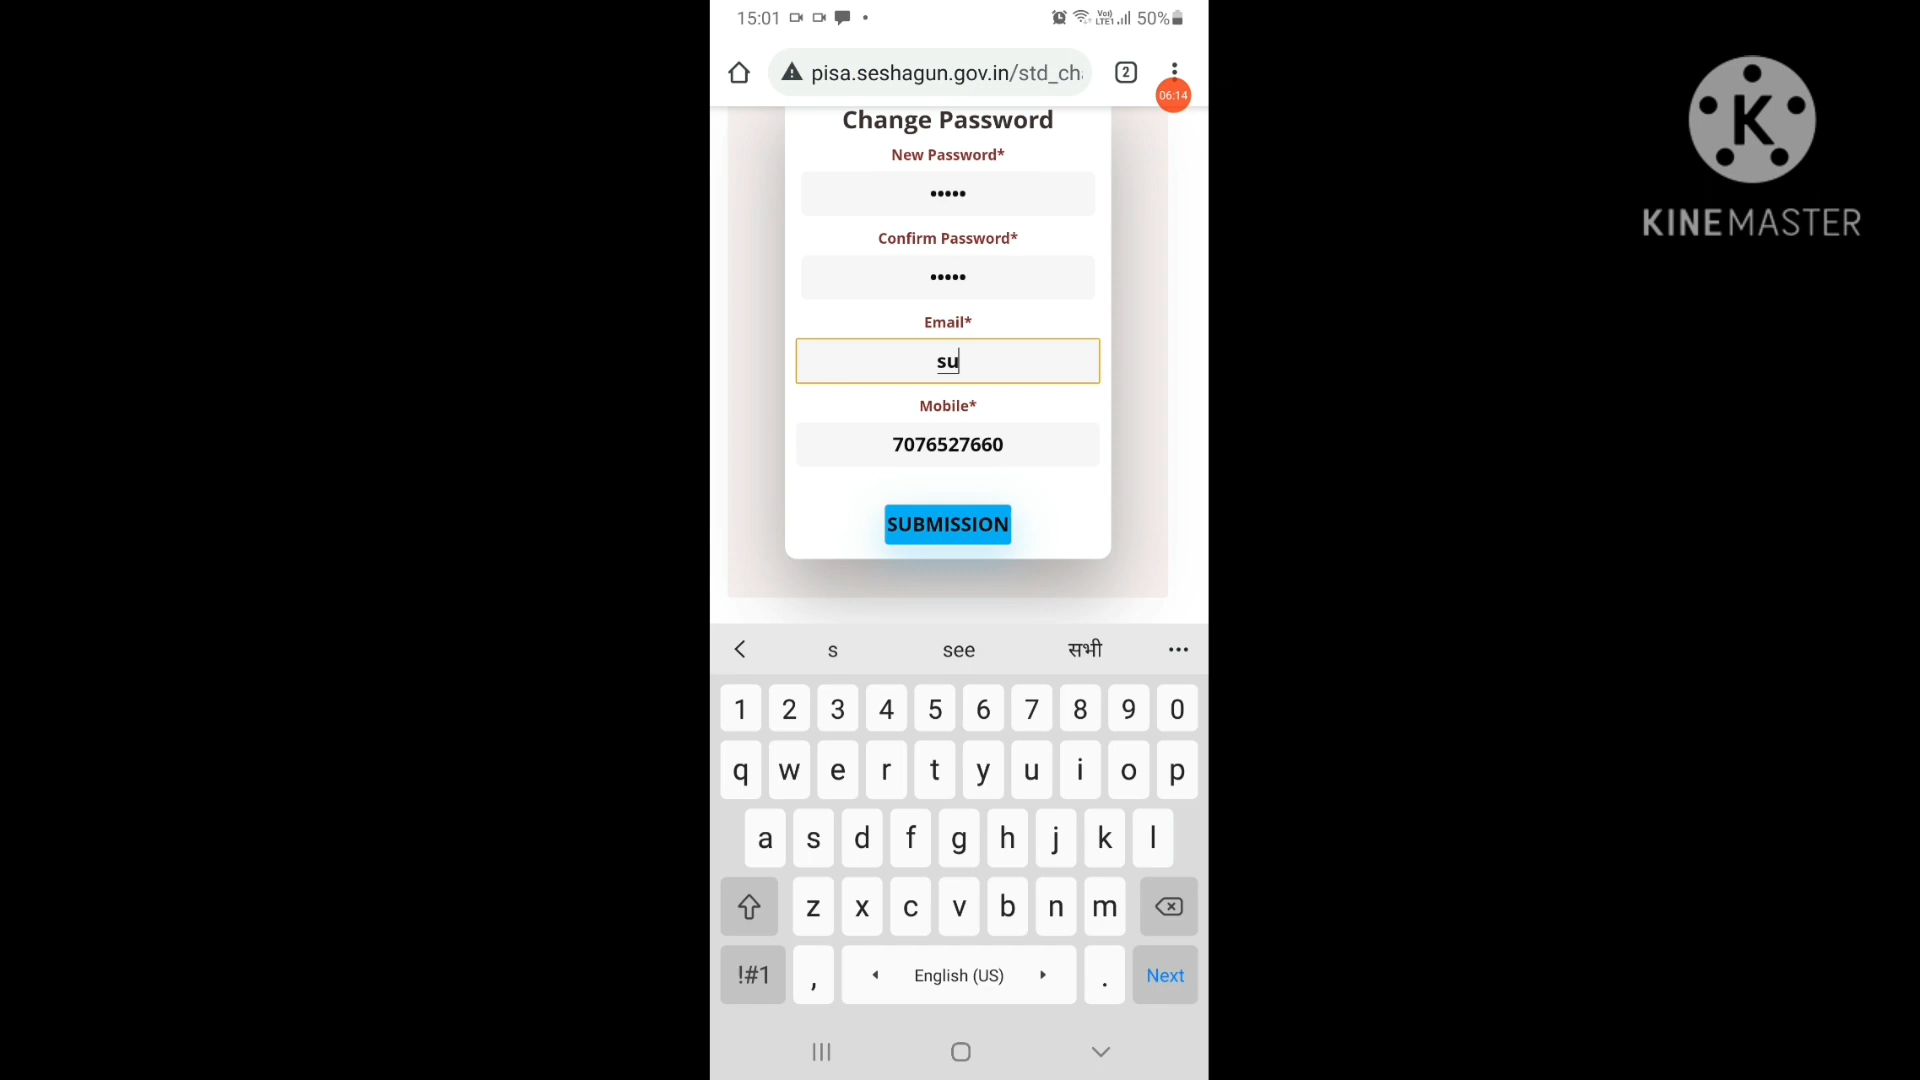 15:01
Vo)
LTE1
50%
pisa.seshagun.gov.in/std_ch
2
06:14
Change Password
New Password*
•••••
Confirm Password*
•••••
Email*
su
Mobile*
7076527660
SUBMISSION
s see सभी •••
1 2 3 4 5 6 7 8 9 0
q w e r t y u i o p
a s d f g h j k l
z x c v b n m
!#1 , English (US) . Next
K
KINEMASTER